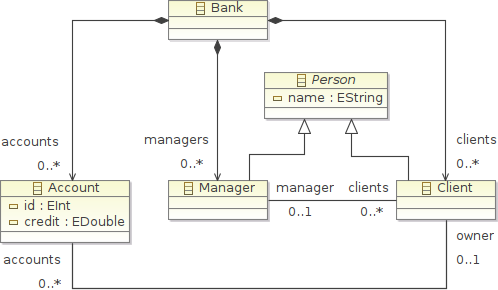 Bank
Person
name : EString
accounts
0..*
managers
0..*
clients
0..*
Account
id : EInt
credit : EDouble
Manager
manager
0..1
clients
0..*
Client
accounts
0..*
owner
0..1